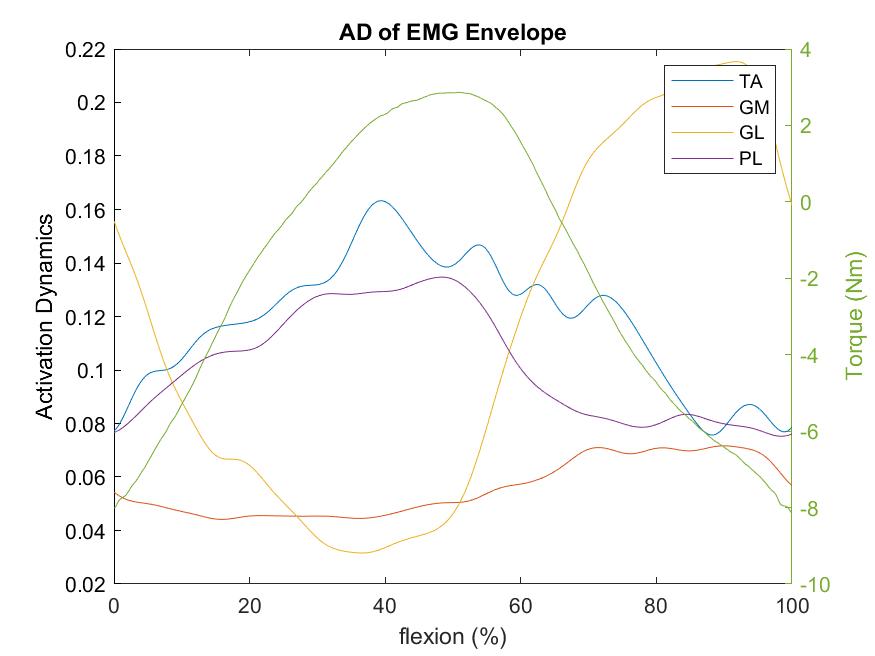 AD of EMG Envelope
0.22
0.2
0.18
0.16
0.14
0.12
0.1
0.08
0.06
0.04
0.02
Activation Dynamics
TA
GM
GL
PL
4
2
0
-2
-4
-6
-8
-10
Torque (Nm)
0 20 40 60 80 100
flexion (%)